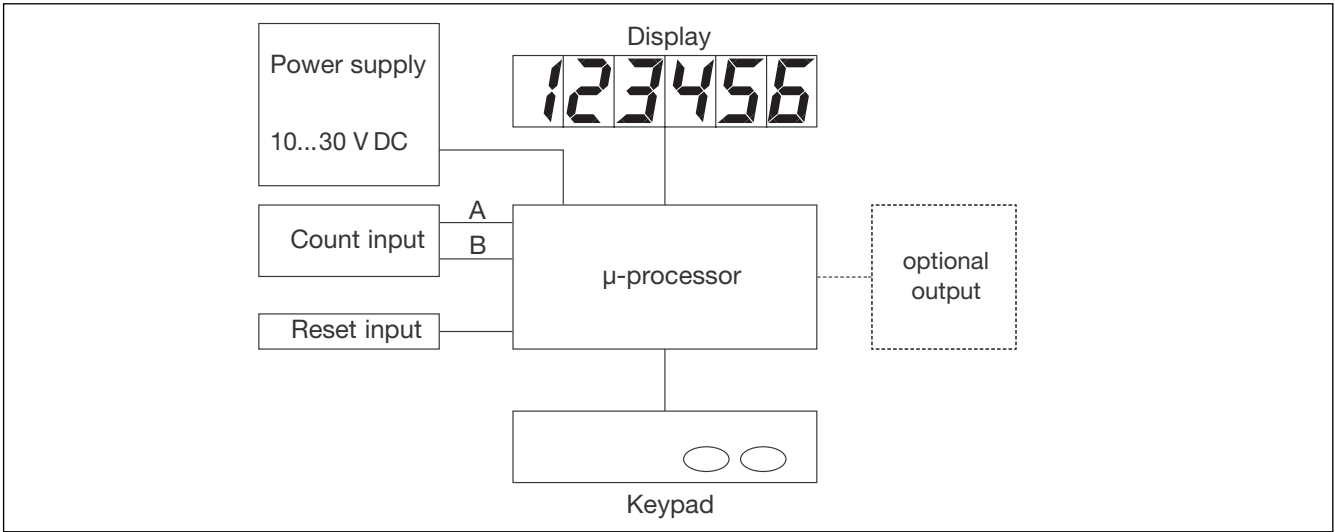 Display
Power supply
123456
10...30 V DC
A
Count input
B
µ-processor
optional
output
Reset input
Keypad